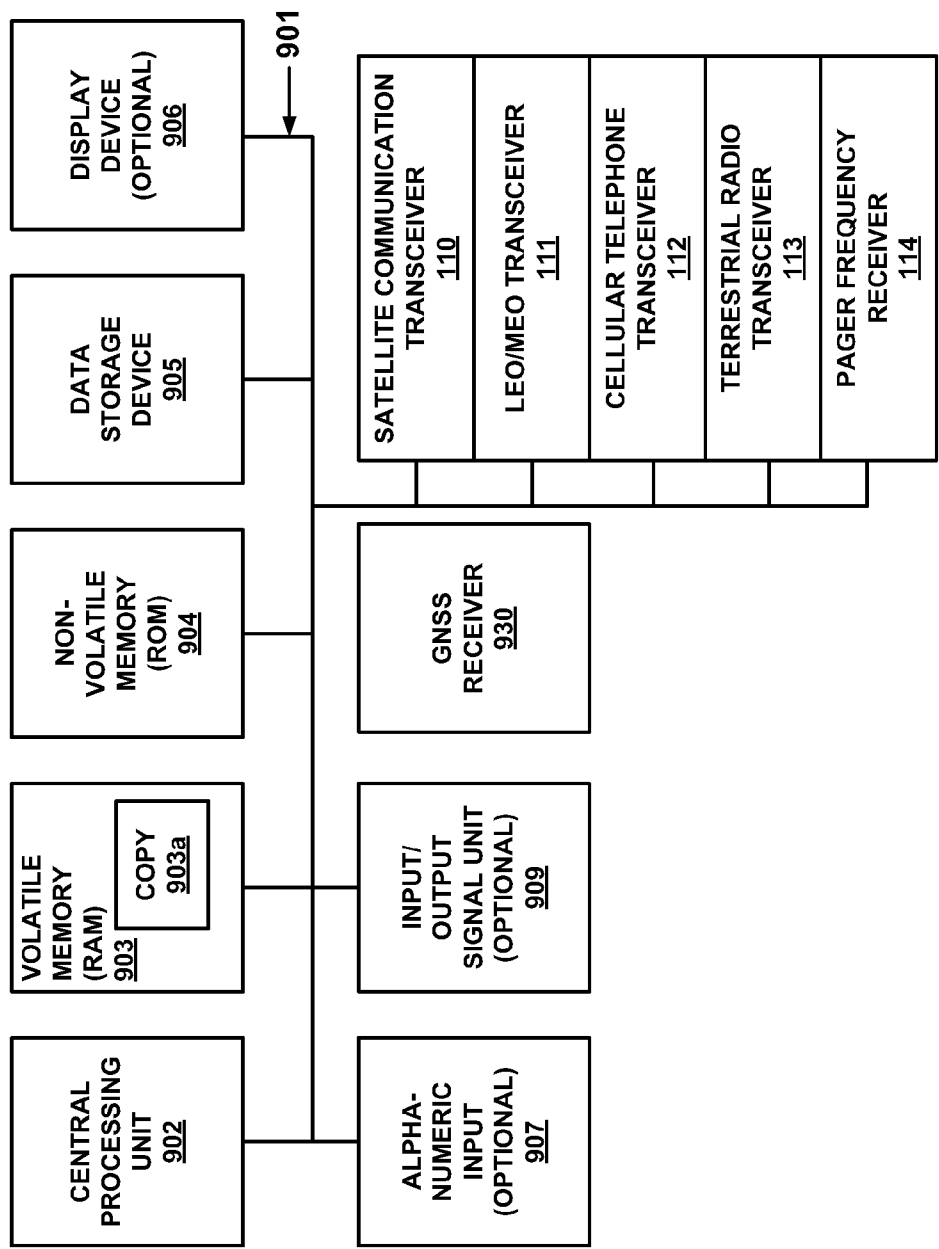 CENTRAL
PROCESSING
UNIT
902
VOLATILE
MEMORY
(RAM)
903
COPY
903a
NON-
VOLATILE
MEMORY
(ROM)
904
DATA
STORAGE
DEVICE
905
DISPLAY
DEVICE
(OPTIONAL)
906
901
ALPHA-
NUMERIC
INPUT
(OPTIONAL)
907
INPUT/
OUTPUT
SIGNAL UNIT
(OPTIONAL)
909
GNSS
RECEIVER
930
SATELLITE COMMUNICATION
TRANSCEIVER
110
LEO/MEO TRANSCEIVER
111
CELLULAR TELEPHONE
TRANSCEIVER
112
TERRESTRIAL RADIO
TRANSCEIVER
113
PAGER FREQUENCY
RECEIVER
114